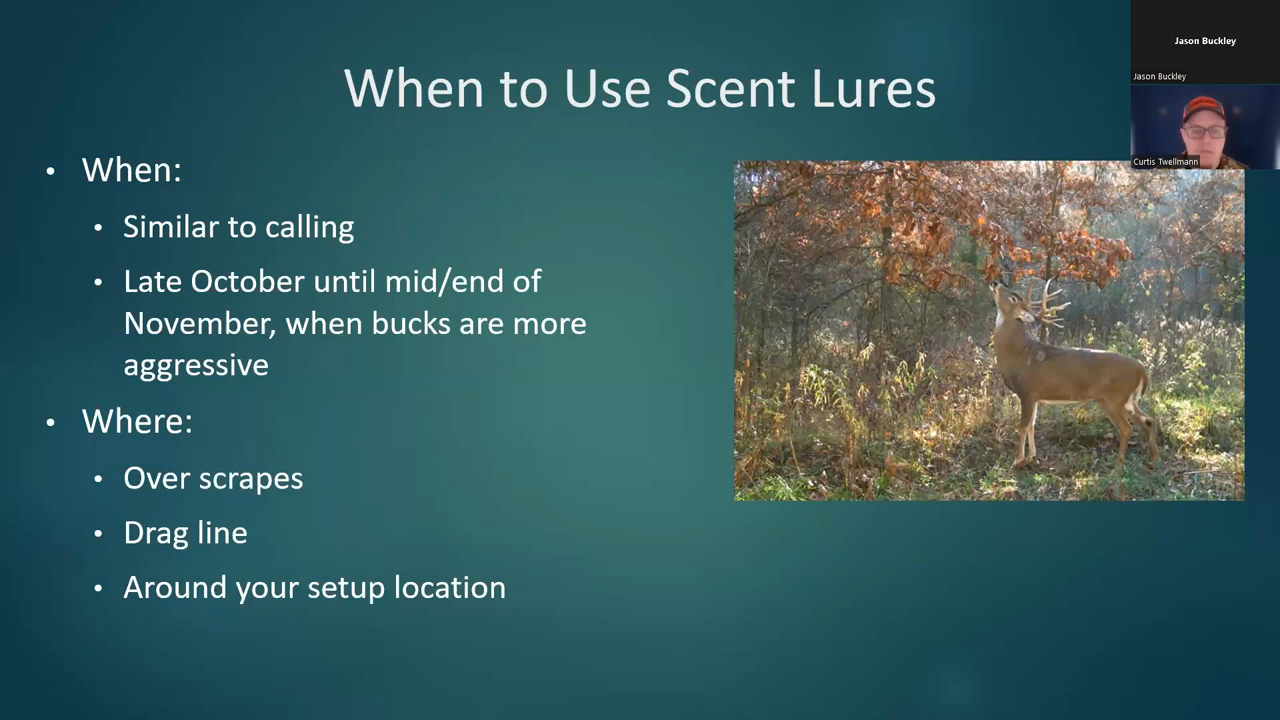 When to Use Scent Lures
• When:
• Similar to calling
• Late October until mid/end of
November, when bucks are more
aggressive
• Where:
• Over scrapes
• Drag line
• Around your setup location
Jason Buckley
Jason Buckley
Curtis Twellmann